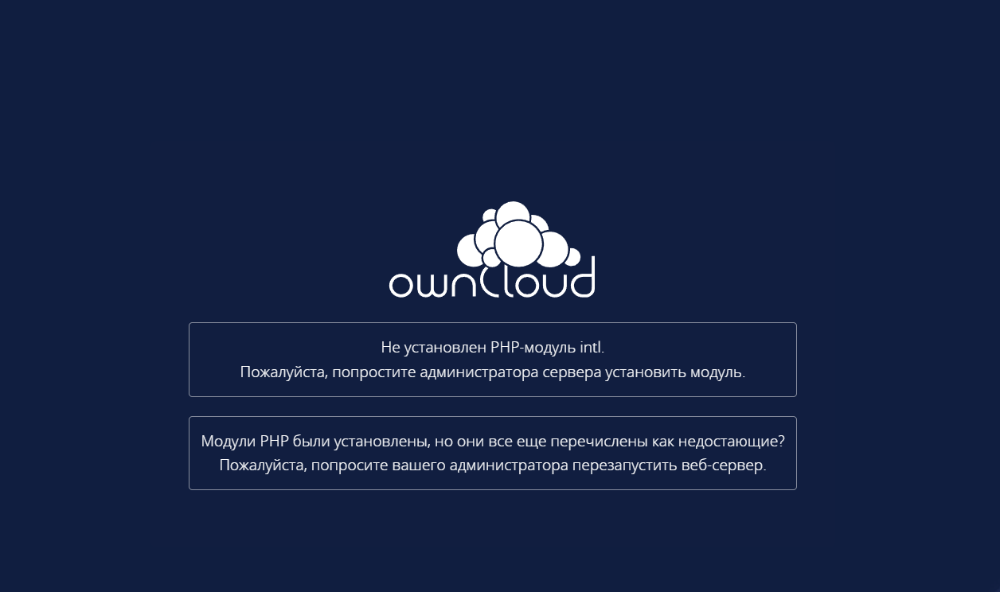 ownCloud
Не установлен PHP-модуль intl.
Пожалуйста, попростите администратора сервера установить модуль.
Модули PHP были установлены, но они все еще перечислены как недостающие?
Пожалуйста, попросите вашего администратора перезапустить веб-сервер.